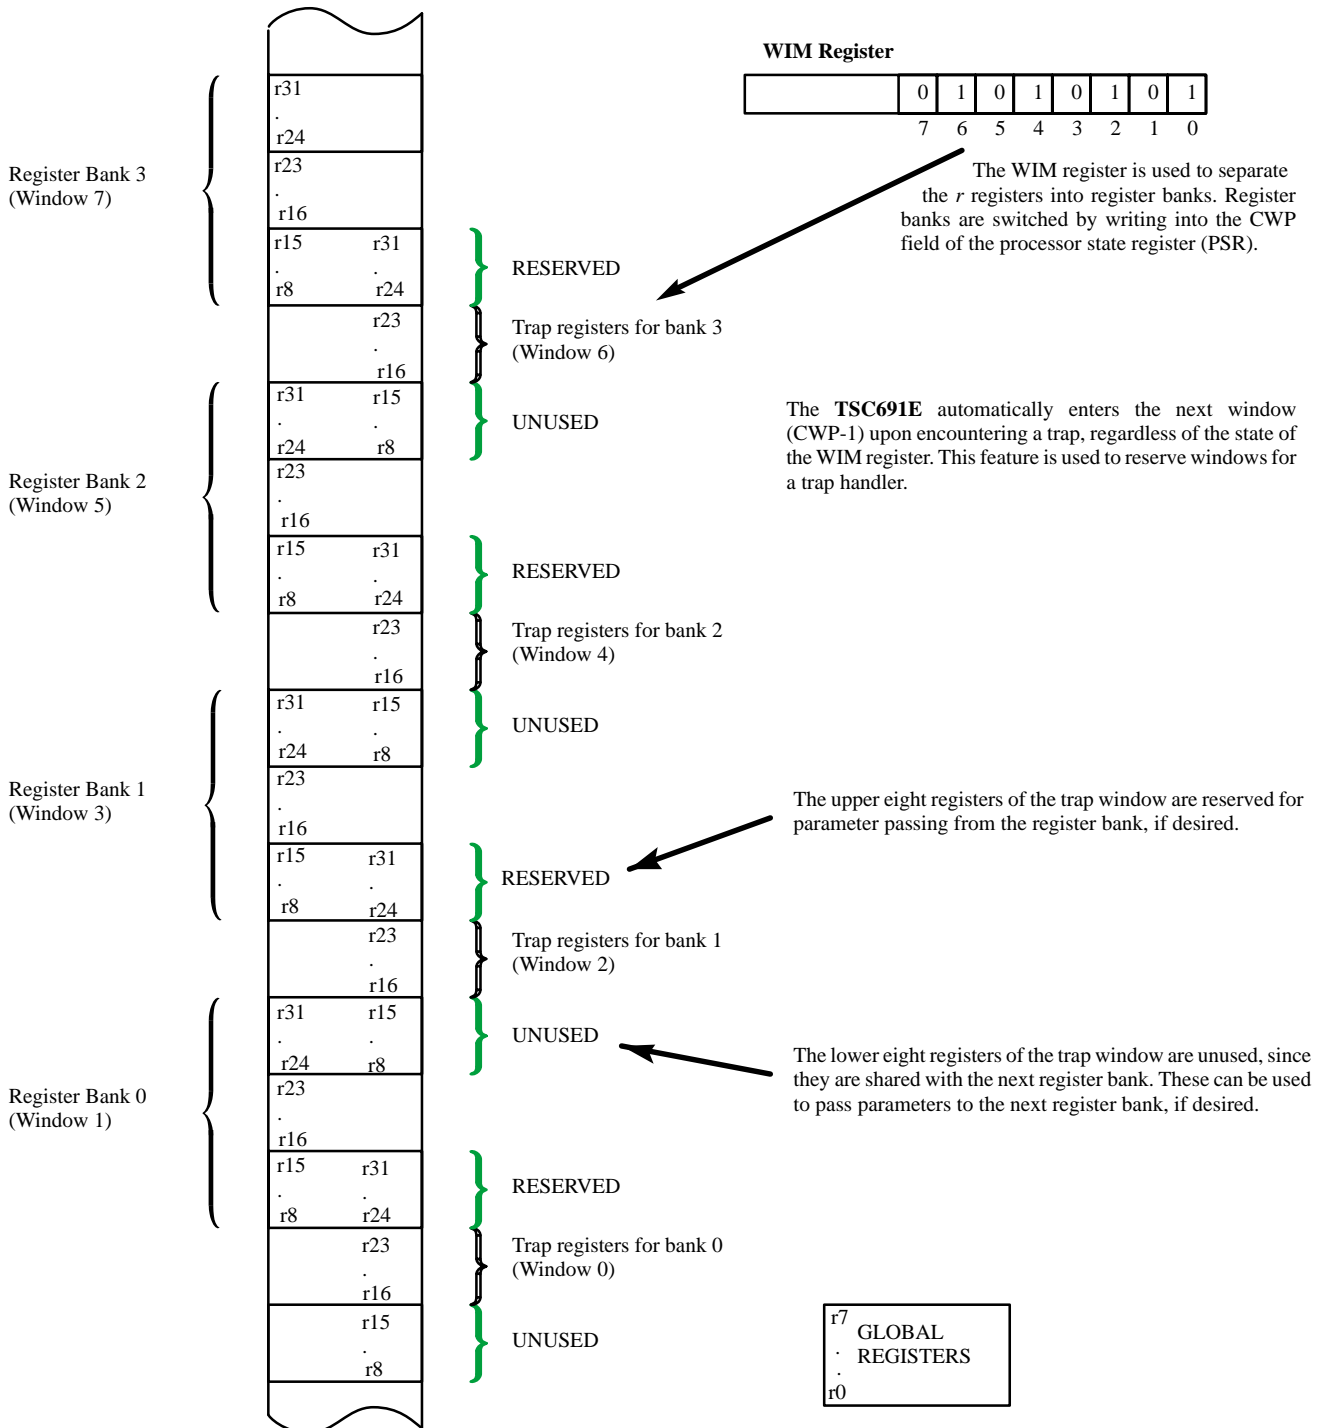 WIM Register
0 1 0 1 0 1 0 1
7 6 5 4 3 2 1 0
The WIM register is used to separate
the r registers into register banks. Register
banks are switched by writing into the CWP
field of the processor state register (PSR).
r31
.
r24
Register Bank 3
(Window 7)
r23
.
r16
r15 r31
. .
r8 r24
RESERVED
r23
.
r16
Trap registers for bank 3
(Window 6)
r31 r15
. .
r24 r8
UNUSED
The TSC691E automatically enters the next window
(CWP-1) upon encountering a trap, regardless of the state of
the WIM register. This feature is used to reserve windows for
a trap handler.
Register Bank 2
(Window 5)
r23
.
r16
r15 r31
. .
r8 r24
RESERVED
r23
.
r16
Trap registers for bank 2
(Window 4)
r31 r15
. .
r24 r8
UNUSED
Register Bank 1
(Window 3)
r23
.
r16
The upper eight registers of the trap window are reserved for
parameter passing from the register bank, if desired.
r15 r31
. .
r8 r24
RESERVED
r23
.
r16
Trap registers for bank 1
(Window 2)
r31 r15
. .
r24 r8
UNUSED
The lower eight registers of the trap window are unused, since
they are shared with the next register bank. These can be used
to pass parameters to the next register bank, if desired.
Register Bank 0
(Window 1)
r23
.
r16
r15 r31
. .
r8 r24
RESERVED
r23
.
r16
Trap registers for bank 0
(Window 0)
r15
.
r8
UNUSED
r7
GLOBAL
. REGISTERS
.
r0